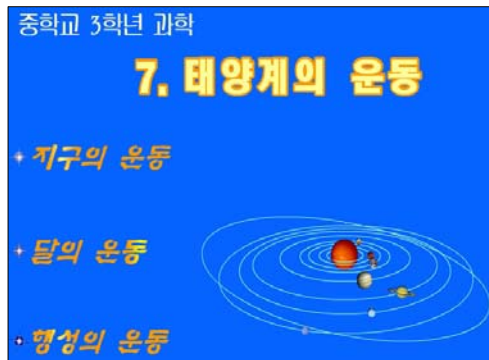 중학교 3학년 과학
7. 태양계의 운동
지구의 운동
달의 운동
행성의 운동